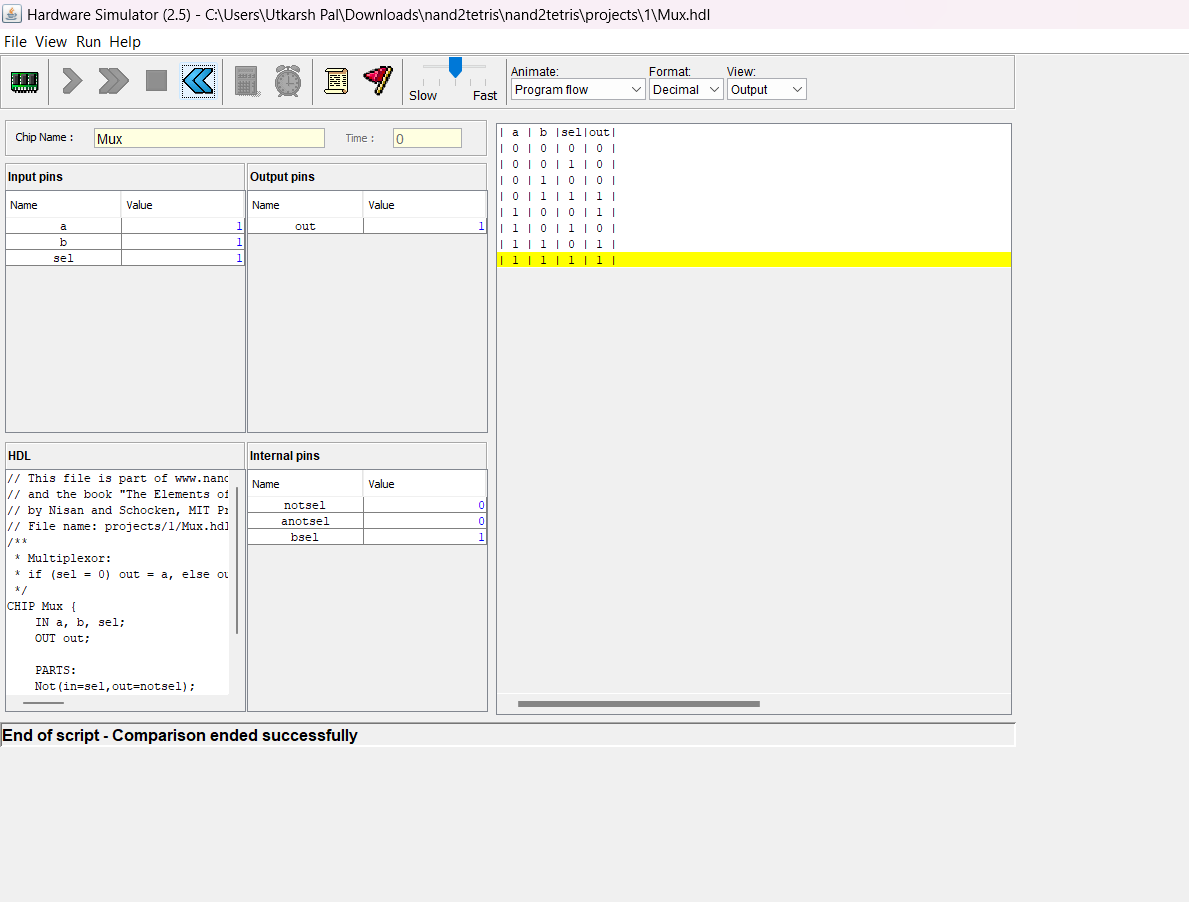 Hardware Simulator (2.5) - C:\Users\Utkarsh Pal\Downloads\nand2tetris\nand2tetris\projects\1\Mux.hdl
File View Run Help
Slow Fast
Animate: Format: View:
Program flow Decimal Output
Chip Name : Mux Time : 0
Input pins
Name Value
a 1
b 1
sel 1
Output pins
Name Value
out 1
HDL
// This file is part of www.nand
// and the book "The Elements of
// by Nisan and Schocken, MIT Pr
// File name: projects/1/Mux.hdl
/**
 * Multiplexor:
 * if (sel = 0) out = a, else ou
 */
CHIP Mux {
    IN a, b, sel;
    OUT out;
    PARTS:
    Not(in=sel,out=notsel);
Internal pins
Name Value
notsel 0
anotsel 0
bsel 1
| a | b |sel|out|
| 0 | 0 | 0 | 0 |
| 0 | 0 | 1 | 0 |
| 0 | 1 | 0 | 0 |
| 0 | 1 | 1 | 1 |
| 1 | 0 | 0 | 1 |
| 1 | 0 | 1 | 0 |
| 1 | 1 | 0 | 1 |
| 1 | 1 | 1 | 1 |
End of script - Comparison ended successfully